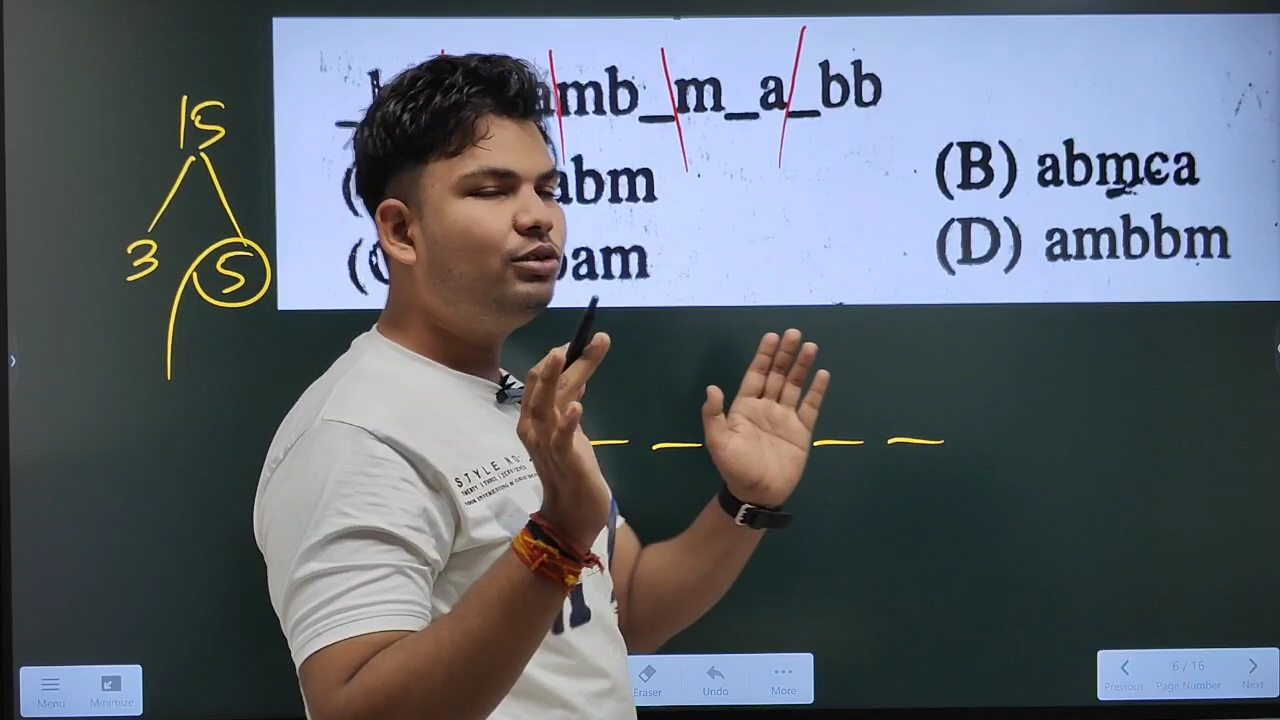 amb_m_a_bb
abm
(B) abmca
am
(D) ambbm
15
3 5
STYLE NO
Menu
Minimize
Eraser
Undo
More
Previous
6 / 16
Page Number
Next